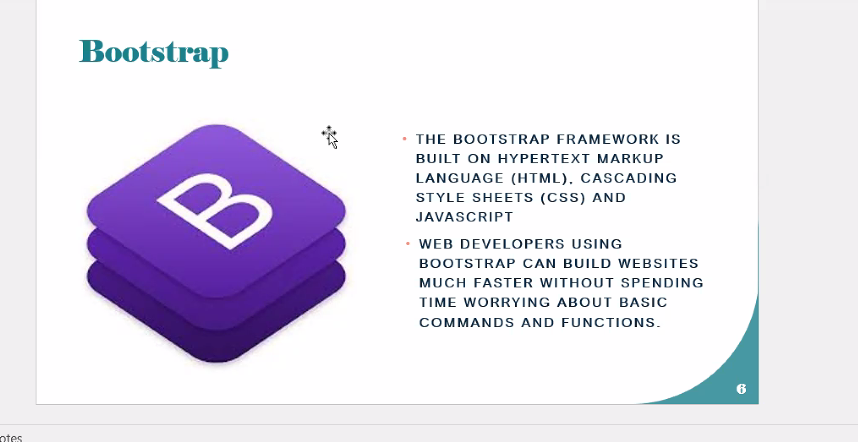 Bootstrap
B
• THE BOOTSTRAP FRAMEWORK IS
BUILT ON HYPERTEXT MARKUP
LANGUAGE (HTML), CASCADING
STYLE SHEETS (CSS) AND
JAVASCRIPT
• WEB DEVELOPERS USING
BOOTSTRAP CAN BUILD WEBSITES
MUCH FASTER WITHOUT SPENDING
TIME WORRYING ABOUT BASIC
COMMANDS AND FUNCTIONS.
6
otes